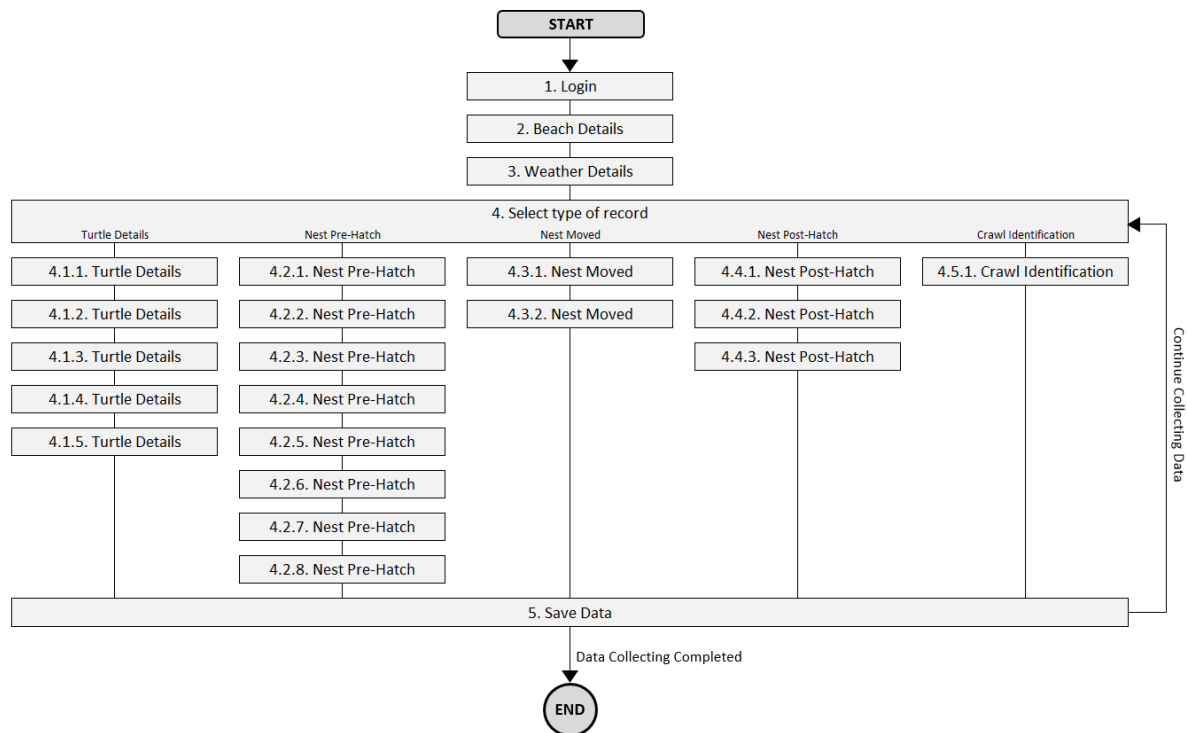 START
1. Login
2. Beach Details
3. Weather Details
4. Select type of record
Turtle Details
Nest Pre-Hatch
Nest Moved
Nest Post-Hatch
Crawl Identification
4.1.1. Turtle Details
4.2.1. Nest Pre-Hatch
4.3.1. Nest Moved
4.4.1. Nest Post-Hatch
4.5.1. Crawl Identification
4.1.2. Turtle Details
2.2.2. Nest Pre-Hatch
4.3.2. Nest Moved
4.4.2. Nest Post-Hatch
4.1.3. Turtle Details
4.2.3. Nest Pre-Hatch
4.4.3. Nest Post-Hatch
4.1.4. Turtle Details
4.2.4. Nest Pre-Hatch
4.1.5. Turtle Details
4.2.5. Nest Pre-Hatch
4.2.6. Nest Pre-Hatch
4.2.7. Nest Pre-Hatch
4.2.8. Nest Pre-Hatch
Continue Collecting Data
5. Save Data
Data Collecting Completed
END